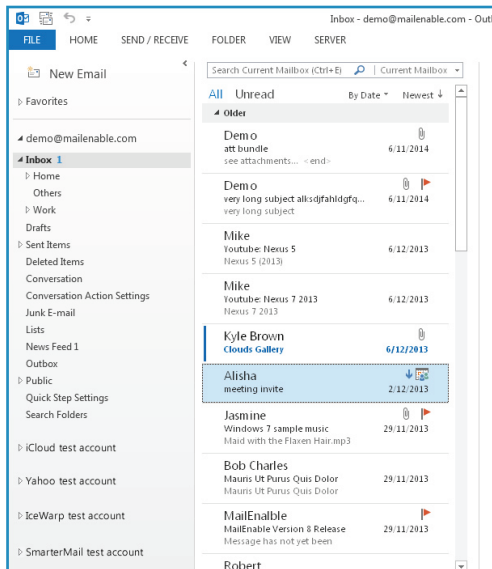 Inbox - demo@mailenable.com - Outl
FILE HOME SEND / RECEIVE FOLDER VIEW SERVER
New Email
Favorites
demo@mailenable.com
Inbox 1
Home
Others
Work
Drafts
Sent Items
Deleted Items
Conversation
Conversation Action Settings
Junk E-mail
Lists
News Feed 1
Outbox
Public
Quick Step Settings
Search Folders
iCloud test account
Yahoo test account
IceWarp test account
SmarterMail test account
Search Current Mailbox (Ctrl+E) Current Mailbox
All Unread By Date Newest ↓
Older
Demo
att bundle 6/11/2014
see attachments... <end>
Demo
very long subject alksdjfahldgfq... 6/11/2014
very long subject
Mike
Youtube: Nexus 5 6/12/2013
Nexus 5 (2013)
Mike
Youtube: Nexus 7 2013 6/12/2013
Nexus 7 2013
Kyle Brown
Clouds Gallery 6/12/2013
Alisha
meeting invite 2/12/2013
Jasmine
Windows 7 sample music 29/11/2013
Maid with the Flaxen Hair.mp3
Bob Charles
Mauris Ut Purus Quis Dolor 29/11/2013
Mauris Ut Purus Quis Dolor
MailEnalble
MailEnable Version 8 Release 29/11/2013
Message has not yet been
Robert